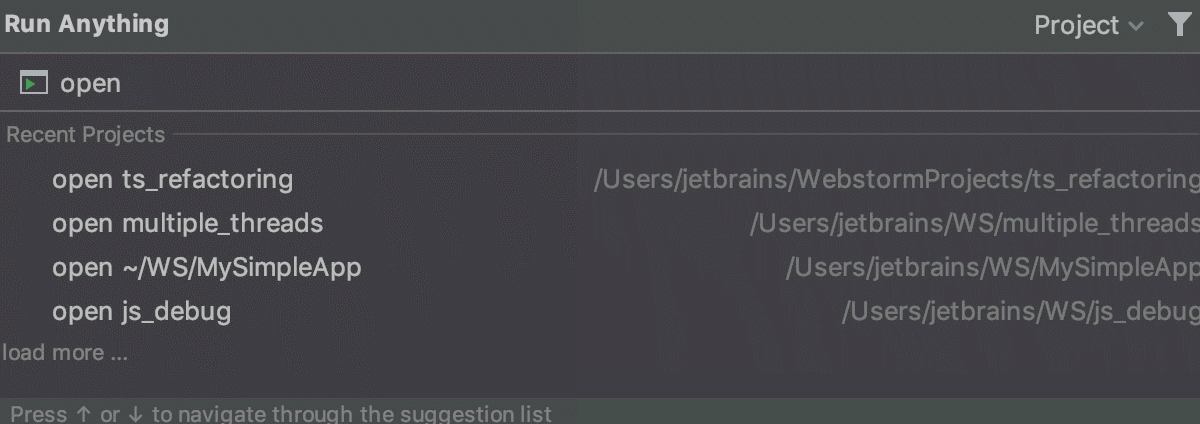 Run Anything Project
open
Recent Projects
open ts_refactoring /Users/jetbrains/WebstormProjects/ts_refactoring
open multiple_threads /Users/jetbrains/WS/multiple_threads
open ~/WS/MySimpleApp /Users/jetbrains/WS/MySimpleApp
open js_debug /Users/jetbrains/WS/js_debug
load more ...
Press ↑ or ↓ to navigate through the suggestion list